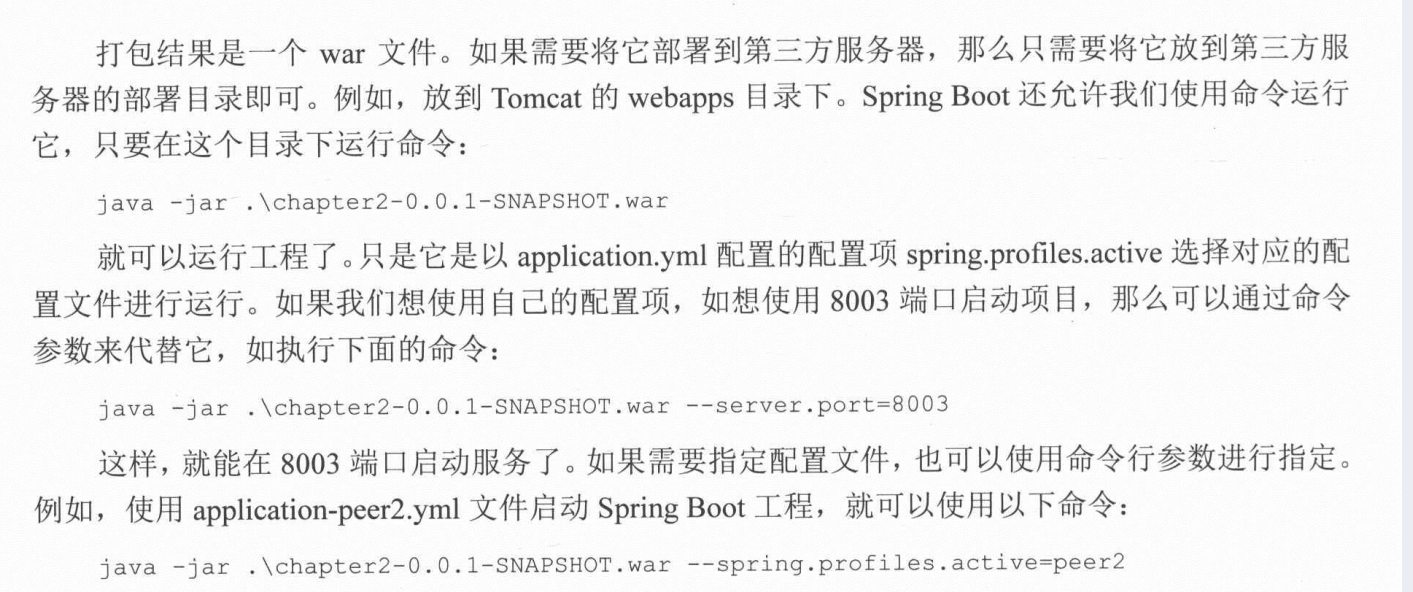 打包结果是一个 war 文件。如果需要将它部署到第三方服务器，那么只需要将它放到第三方服
务器的部署目录即可。例如，放到 Tomcat 的 webapps 目录下。Spring Boot 还允许我们使用命令运行
它，只要在这个目录下运行命令：
java -jar .\chapter2-0.0.1-SNAPSHOT.war
就可以运行工程了。只是它是以 application.yml 配置的配置项 spring.profiles.active 选择对应的配
置文件进行运行。如果我们想使用自己的配置项，如想使用 8003 端口启动项目，那么可以通过命令
参数来代替它，如执行下面的命令：
java -jar .\chapter2-0.0.1-SNAPSHOT.war --server.port=8003
这样，就能在 8003 端口启动服务了。如果需要指定配置文件，也可以使用命令行参数进行指定。
例如，使用 application-peer2.yml 文件启动 Spring Boot 工程，就可以使用以下命令：
java -jar .\chapter2-0.0.1-SNAPSHOT.war --spring.profiles.active=peer2